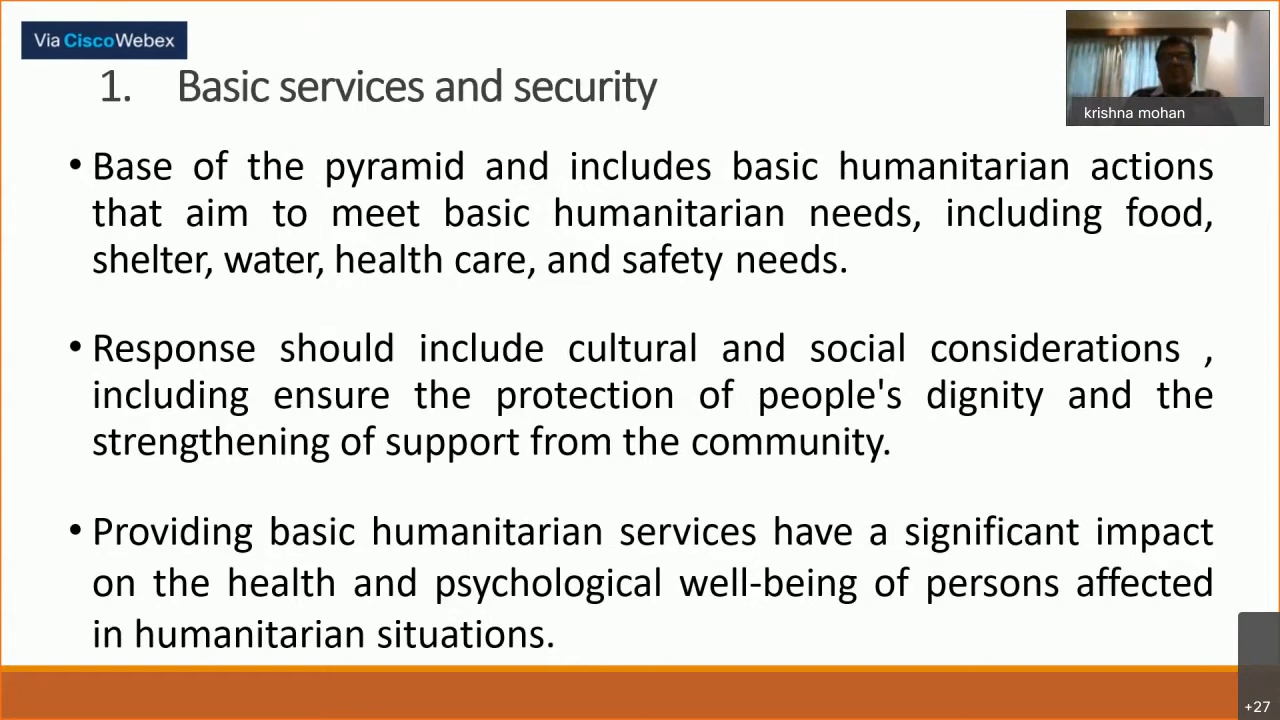 Via CiscoWebex
krishna mohan
1. Basic services and security
• Base of the pyramid and includes basic humanitarian actions
that aim to meet basic humanitarian needs, including food,
shelter, water, health care, and safety needs.
• Response should include cultural and social considerations ,
including ensure the protection of people's dignity and the
strengthening of support from the community.
• Providing basic humanitarian services have a significant impact
on the health and psychological well-being of persons affected
in humanitarian situations.
+27